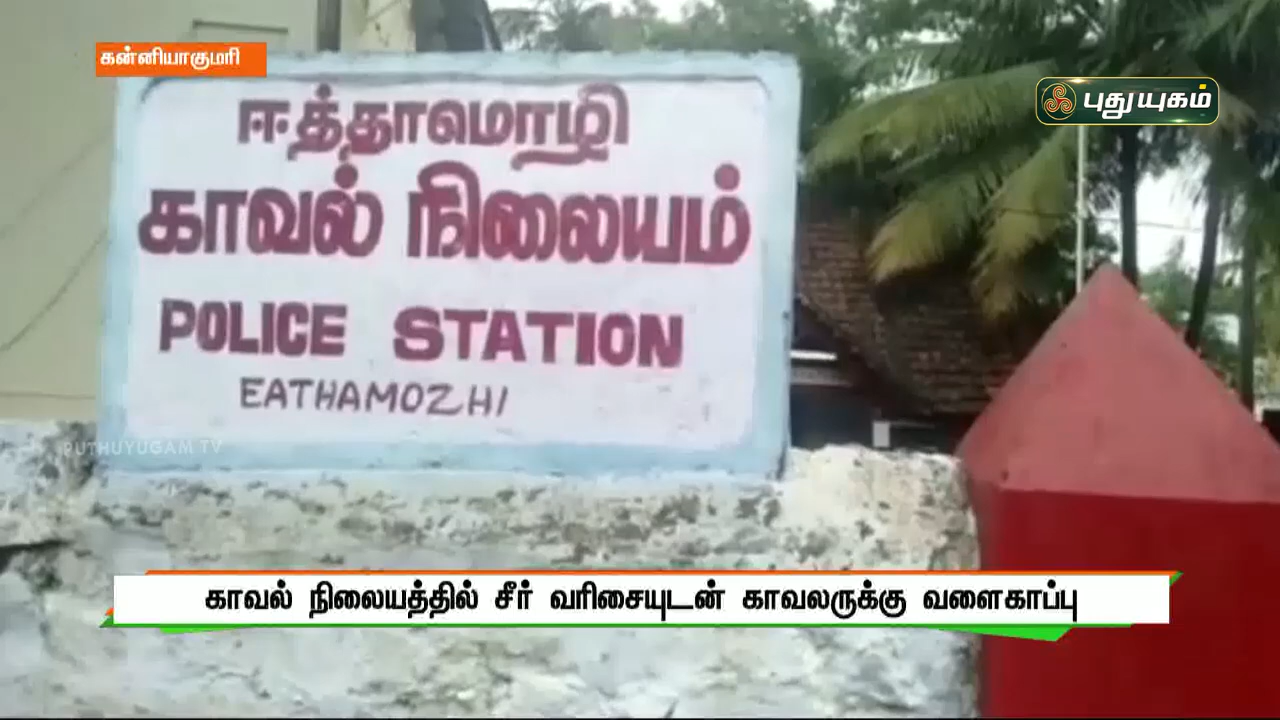 கன்னியாகுமரி
புதுயுகம்
ஈத்தாமொழி
காவல் நிலையம்
POLICE STATION
EATHAMOZHI
PUTHUYUGAM TV
காவல் நிலையத்தில் சீர் வரிசையுடன் காவலருக்கு வளைகாப்பு